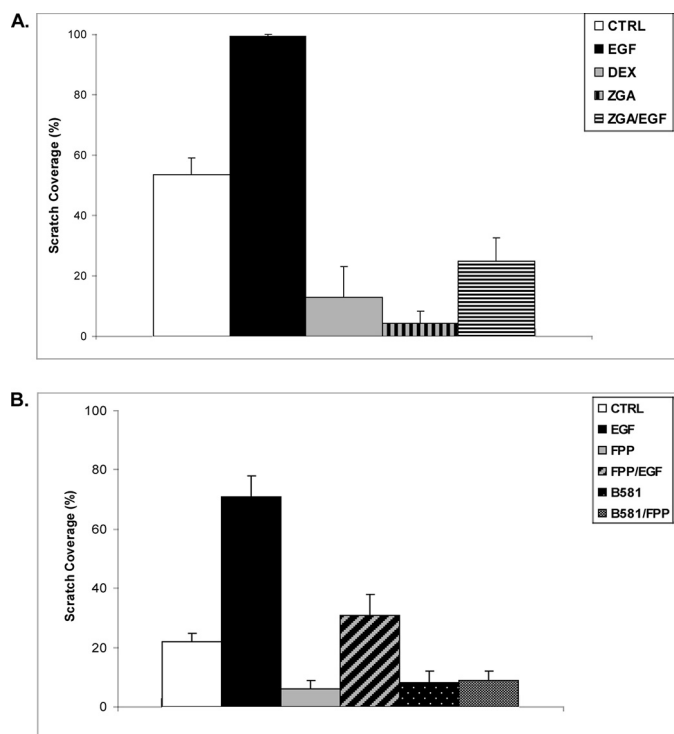 A.
Scratch Coverage (%)
100
80
60
40
20
0
CTRL
EGF
DEX
ZGA
ZGA/EGF
B.
Scratch Coverage (%)
100
80
60
40
20
0
CTRL
EGF
FPP
FPP/EGF
B581
B581/FPP